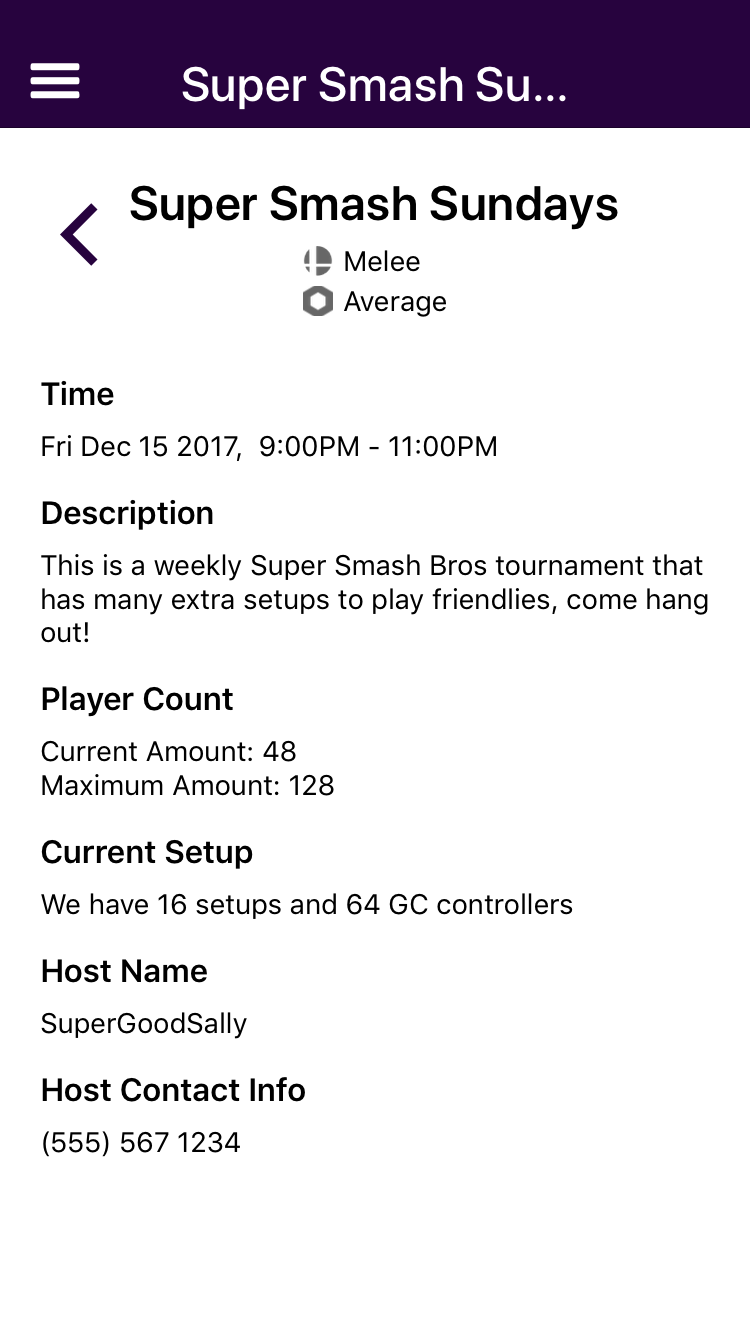 Super Smash Su...
Super Smash Sundays
Melee
Average
Time
Fri Dec 15 2017,  9:00PM - 11:00PM
Description
This is a weekly Super Smash Bros tournament that
has many extra setups to play friendlies, come hang
out!
Player Count
Current Amount: 48
Maximum Amount: 128
Current Setup
We have 16 setups and 64 GC controllers
Host Name
SuperGoodSally
Host Contact Info
(555) 567 1234